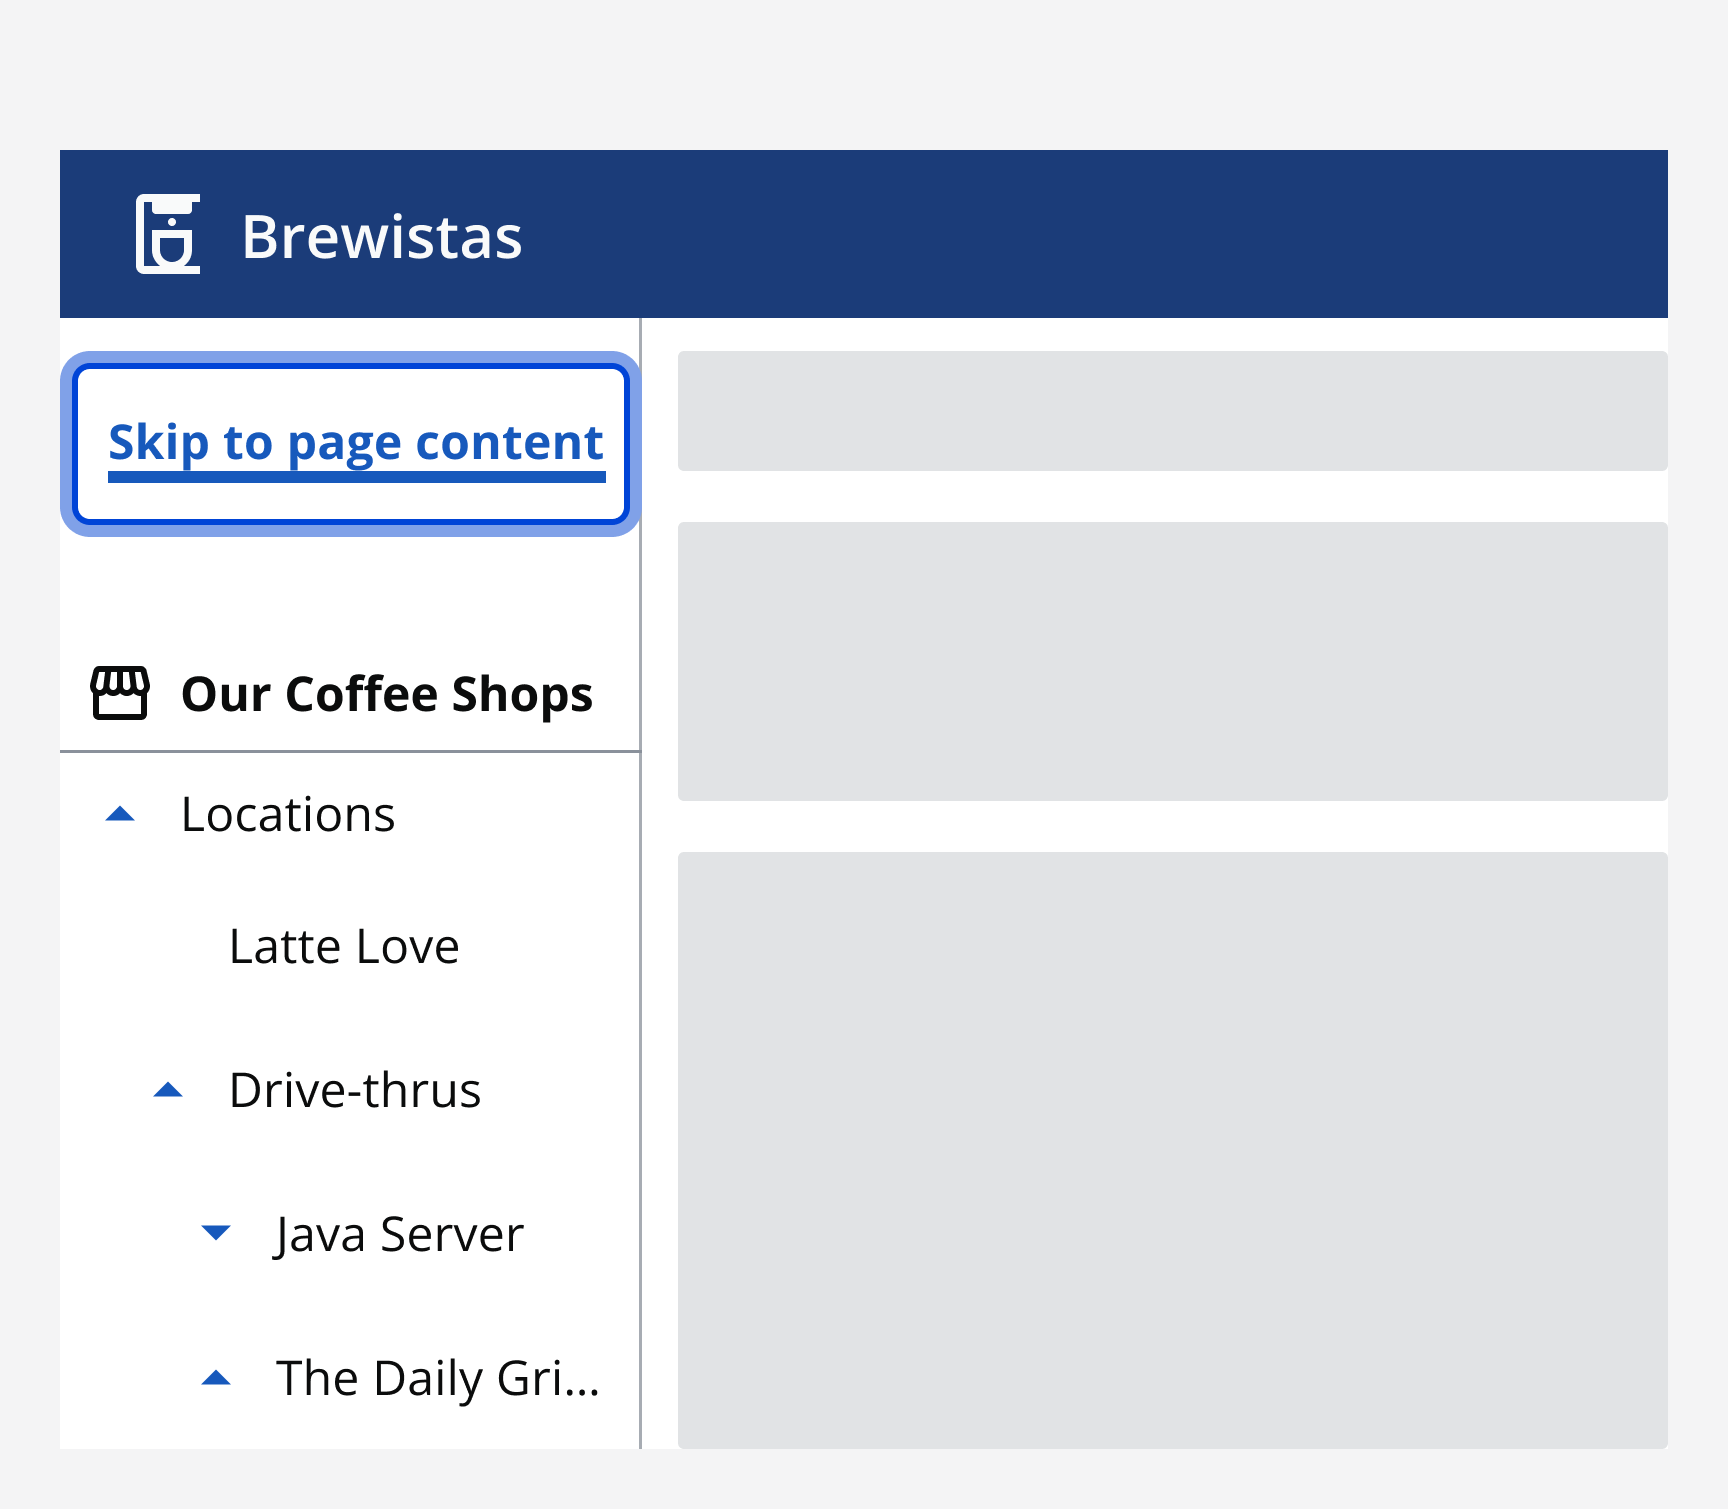 Brewistas
Skip to page content
Our Coffee Shops
Locations
Latte Love
Drive-thrus
Java Server
The Daily Gri...